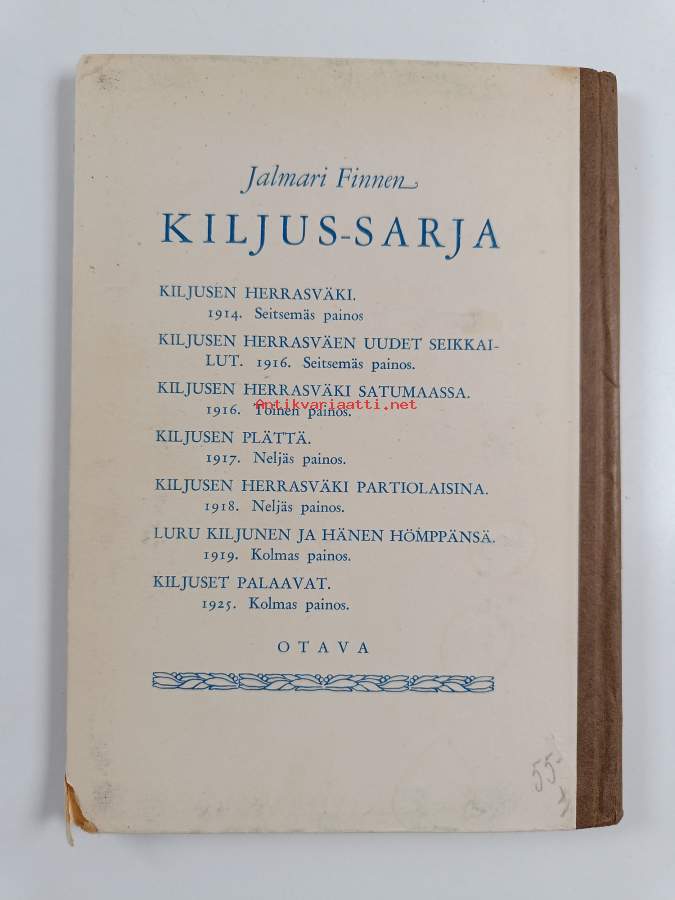 Jalmari Finnen
KILJUS-SARJA
KILJUSEN HERRASVÄKI.
1914. Seitsemäs painos
KILJUSEN HERRASVÄEN UUDET SEIKKAI-
LUT. 1916. Seitsemäs painos.
KILJUSEN HERRASVÄKI SATUMAASSA.
1916. Toinen painos.
Antikvariaatti.net
KILJUSEN PLÄTTÄ.
1917. Neljäs painos.
KILJUSEN HERRASVÄKI PARTIOLAISINA.
1918. Neljäs painos.
LURU KILJUNEN JA HÄNEN HÖMPPÄNSÄ.
1919. Kolmas painos.
KILJUSET PALAAVAT.
1925. Kolmas painos.
OTAVA
55-